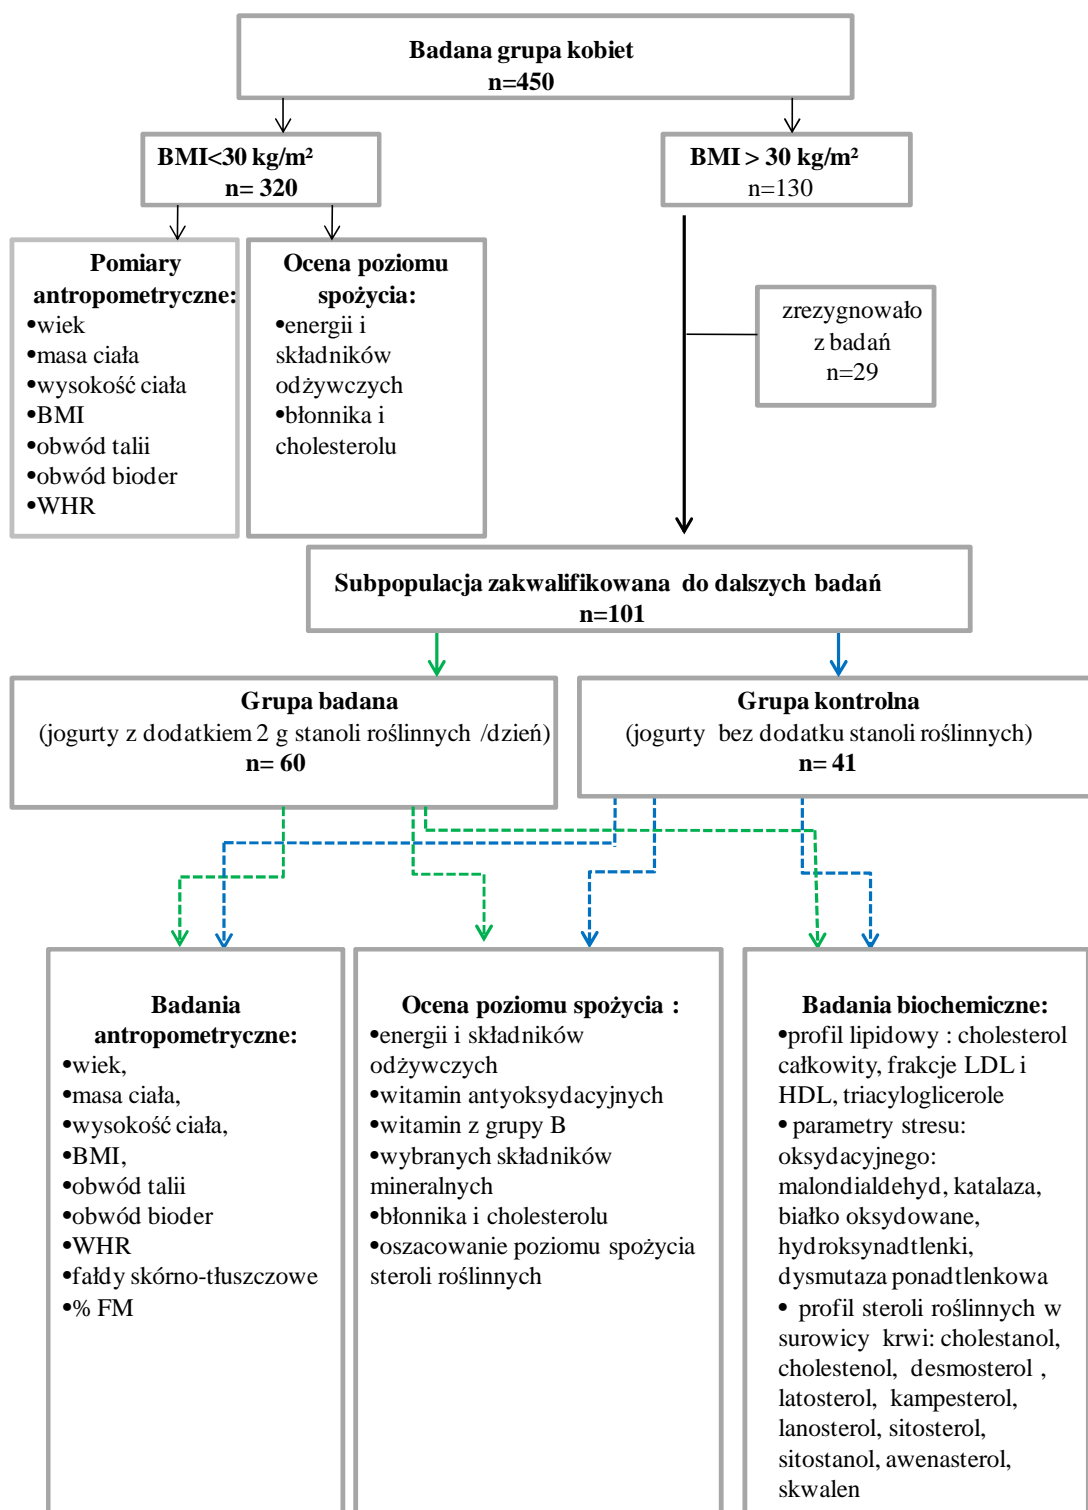 Badana grupa kobiet
n=450
BMI<30 kg/m²
n= 320
BMI > 30 kg/m²
n=130
Pomiary
antropometryczne:
•wiek
•masa ciała
•wysokość ciała
•BMI
•obwód talii
•obwód bioder
•WHR
Ocena poziomu
spożycia:
•energii i
składników
odżywczych
•błonnika i
cholesterolu
zrezygnowało
z badań
n=29
Subpopulacja zakwalifikowana do dalszych badań
n=101
Grupa badana
(jogurty z dodatkiem 2 g stanoli roślinnych /dzień)
n= 60
Grupa kontrolna
(jogurty bez dodatku stanoli roślinnych)
n= 41
Badania
antropometryczne:
•wiek,
•masa ciała,
•wysokość ciała,
•BMI,
•obwód talii
•obwód bioder
•WHR
•fałdy skórno-tłuszczowe
•% FM
Ocena poziomu spożycia :
•energii i składników
odżywczych
•witamin antyoksydacyjnych
•witamin z grupy B
•wybranych składników
mineralnych
•błonnika i cholesterolu
•oszacowanie poziomu spożycia
steroli roślinnych
Badania biochemiczne:
•profil lipidowy : cholesterol
całkowity, frakcje LDL i
HDL, triacyloglicerole
• parametry stresu:
oksydacyjnego:
malondialdehyd, katalaza,
białko oksydowane,
hydroksynadtlenki,
dysmutaza ponadtlenkowa
• profil steroli roślinnych w
surowicy krwi: cholestanol,
cholestenol, desmosterol ,
latosterol, kampesterol,
lanosterol, sitosterol,
sitostanol, awenasterol,
skwalen